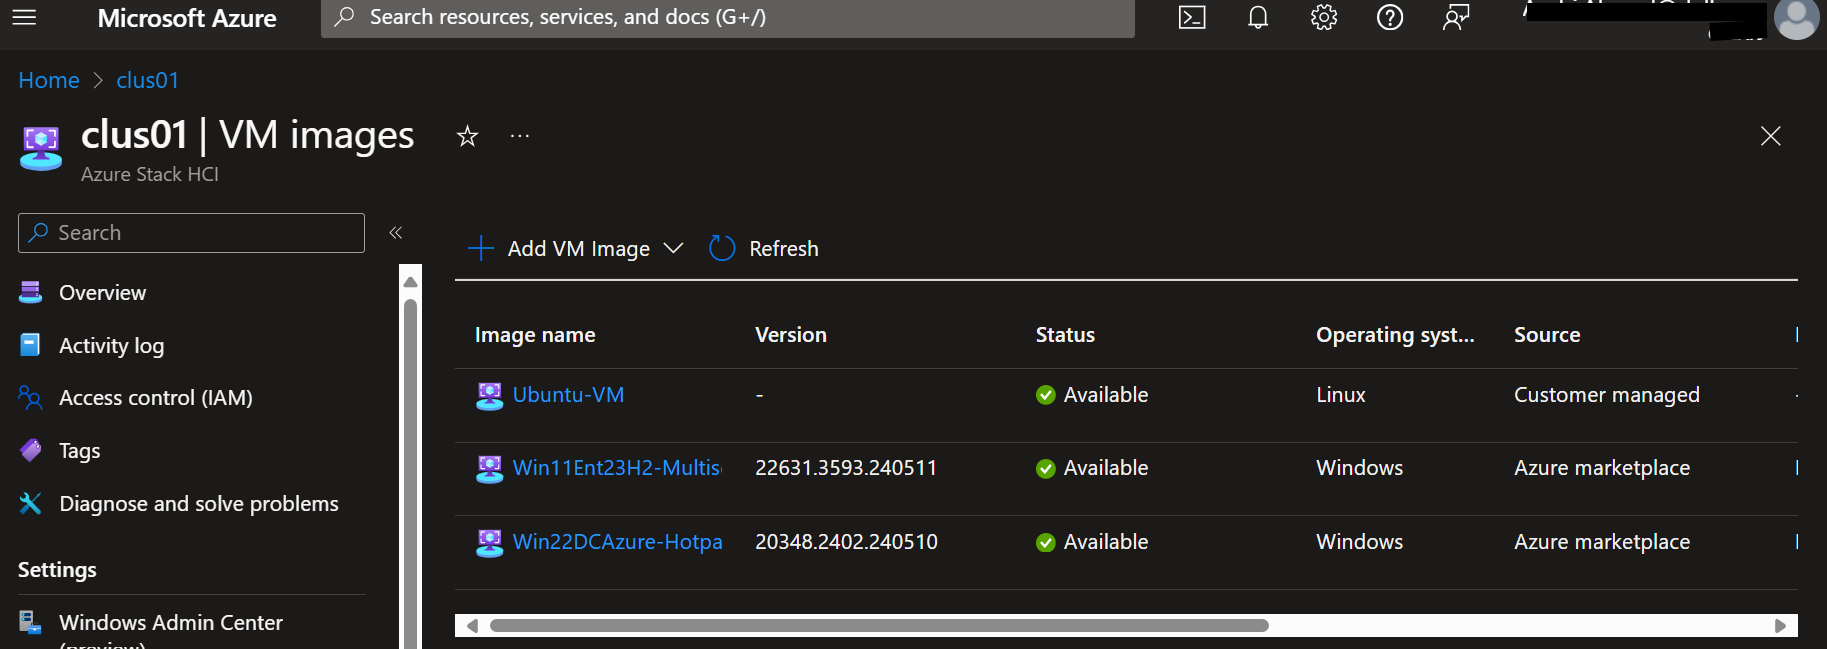 Microsoft Azure
Search resources, services, and docs (G+/)
Home > clus01
clus01 | VM images
Azure Stack HCI
Search
Overview
Activity log
Access control (IAM)
Tags
Diagnose and solve problems
Settings
Windows Admin Center
(preview)
Add VM Image
Refresh
Image name Version Status Operating syst... Source
Ubuntu-VM - Available Linux Customer managed
Win11Ent23H2-Multis 22631.3593.240511 Available Windows Azure marketplace
Win22DCAzure-Hotpa 20348.2402.240510 Available Windows Azure marketplace